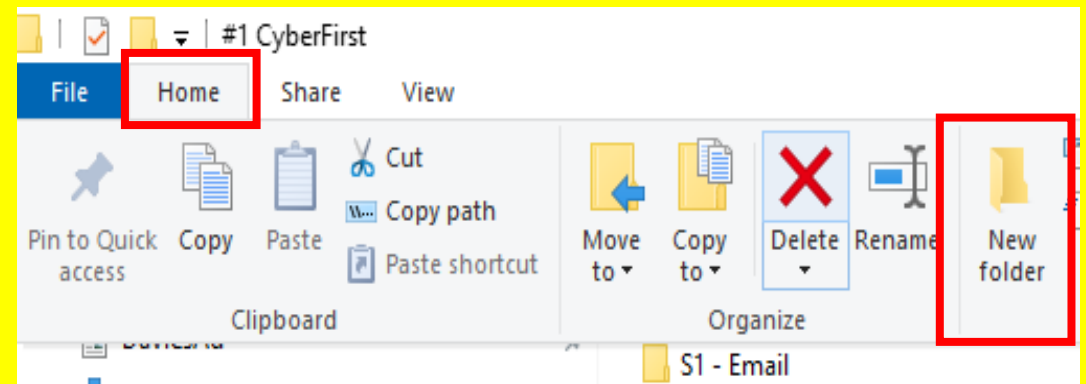 #1 CyberFirst
File Home Share View
Pin to Quick access
Copy
Paste
Cut
Copy path
Paste shortcut
Move to
Copy to
Delete
Rename
New folder
Clipboard
Organize
S1 - Email